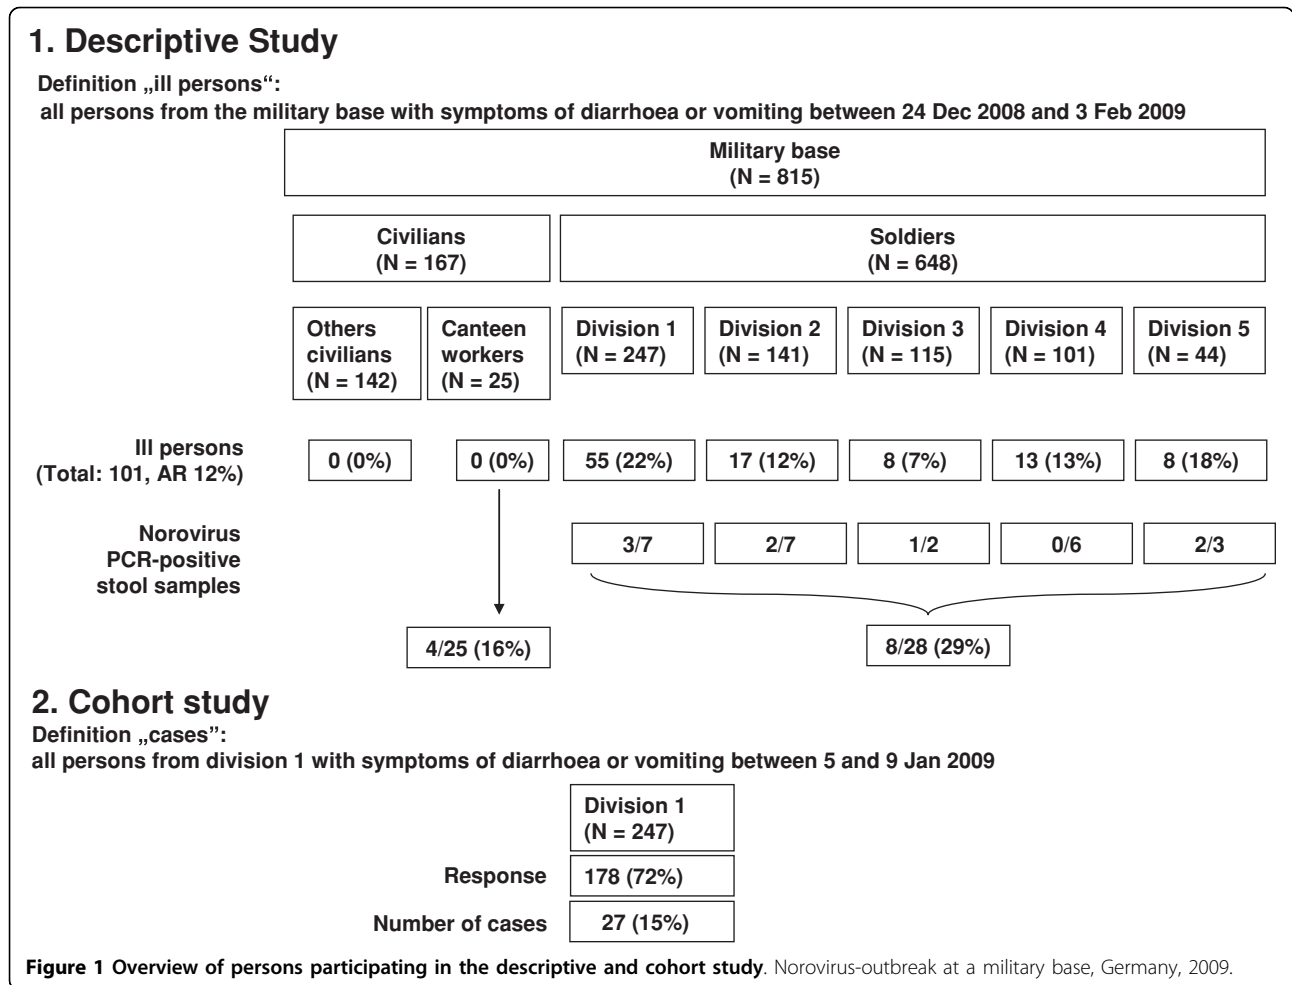 1. Descriptive Study
Definition „ill persons“:
all persons from the military base with symptoms of diarrhoea or vomiting between 24 Dec 2008 and 3 Feb 2009
Military base
(N = 815)
Civilians
(N = 167)
Soldiers
(N = 648)
Others
civilians
(N = 142)
Canteen
workers
(N = 25)
Division 1
(N = 247)
Division 2
(N = 141)
Division 3
(N = 115)
Division 4
(N = 101)
Division 5
(N = 44)
Ill persons
(Total: 101, AR 12%)
0 (0%)
0 (0%)
55 (22%)
17 (12%)
8 (7%)
13 (13%)
8 (18%)
Norovirus
PCR-positive
stool samples
3/7
2/7
1/2
0/6
2/3
4/25 (16%)
8/28 (29%)
2. Cohort study
Definition „cases”:
all persons from division 1 with symptoms of diarrhoea or vomiting between 5 and 9 Jan 2009
Division 1
(N = 247)
Response
178 (72%)
Number of cases
27 (15%)
Figure 1 Overview of persons participating in the descriptive and cohort study. Norovirus-outbreak at a military base, Germany, 2009.